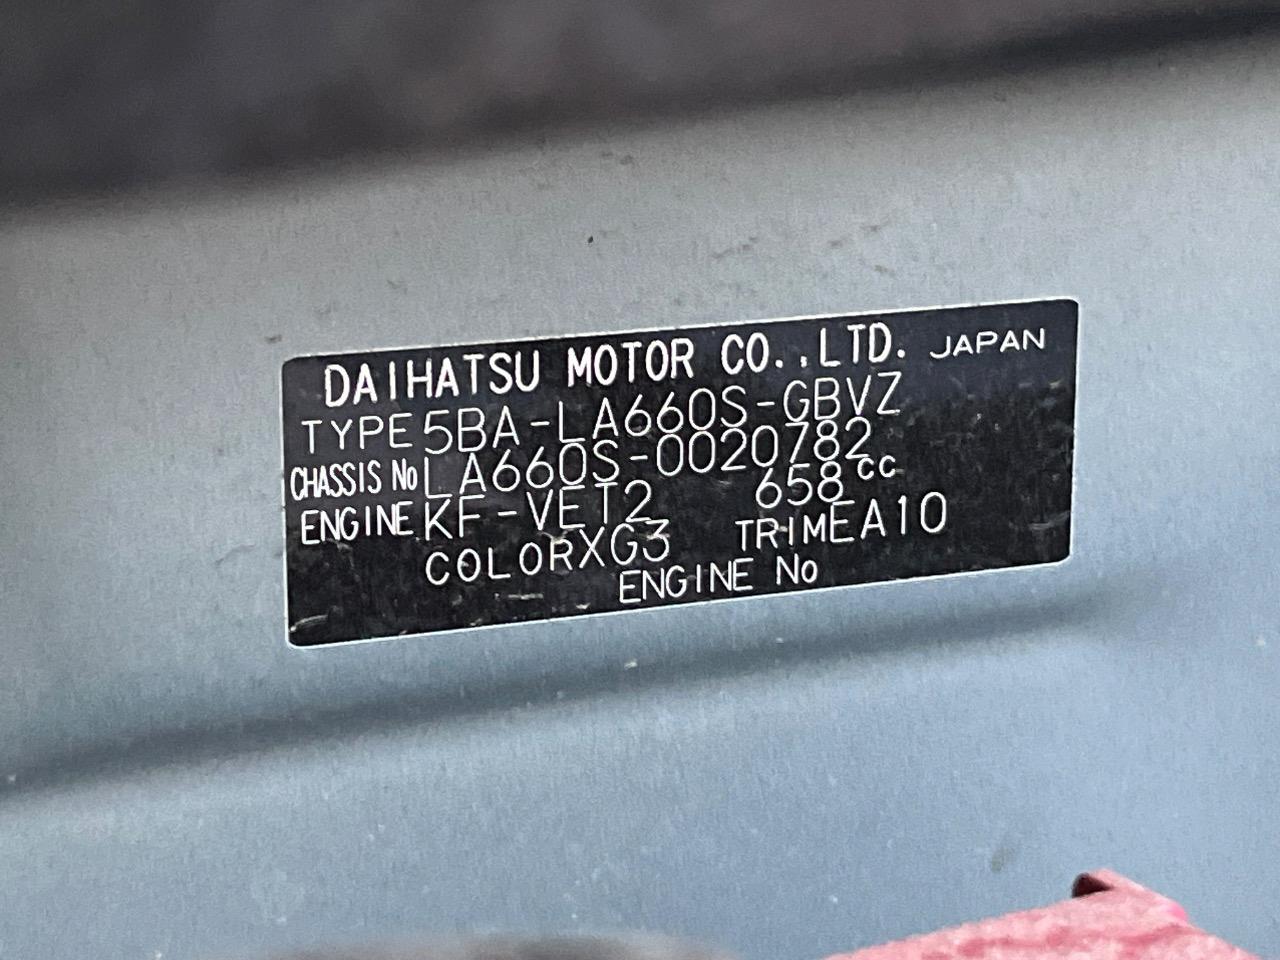 DAIHATSU MOTOR CO.,LTD. JAPAN
TYPE 5BA-LA660S-GBVZ
CHASSIS No LA660S-0020782
ENGINE KF-VET2 658cc
COLOR XG3 TRIM EA10
ENGINE No